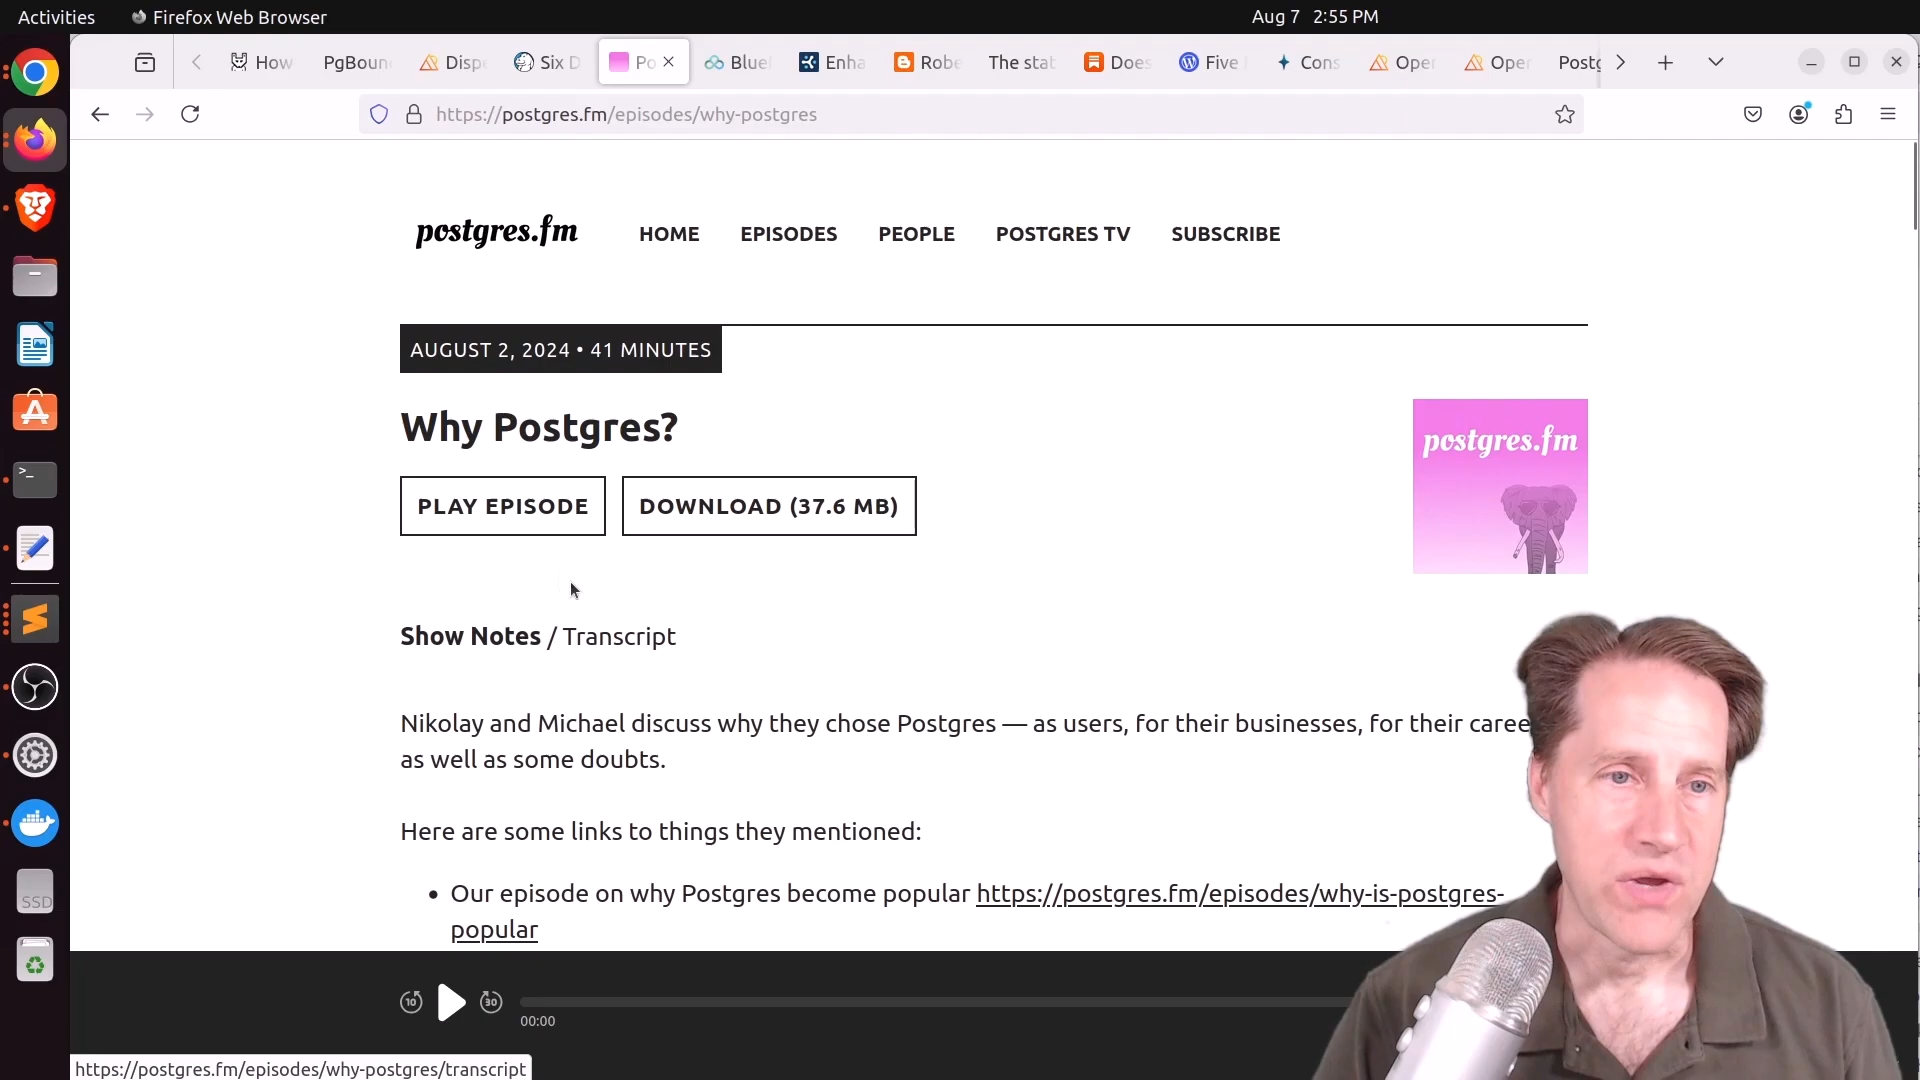 Activities
Firefox Web Browser
Aug 7 2:55 PM
How
PgBoun
Disp
Six D
Po
Blue
Enha
Robe
The stat
Does
Five
Cons
Oper
Oper
Postg
https://postgres.fm/episodes/why-postgres
postgres.fm
HOME
EPISODES
PEOPLE
POSTGRES TV
SUBSCRIBE
AUGUST 2, 2024 • 41 MINUTES
Why Postgres?
postgres.fm
PLAY EPISODE
DOWNLOAD (37.6 MB)
Show Notes / Transcript
Nikolay and Michael discuss why they chose Postgres — as users, for their businesses, for their caree
as well as some doubts.
Here are some links to things they mentioned:
• Our episode on why Postgres become popular https://postgres.fm/episodes/why-is-postgres-
popular
10
30
00:00
SSD
https://postgres.fm/episodes/why-postgres/transcript